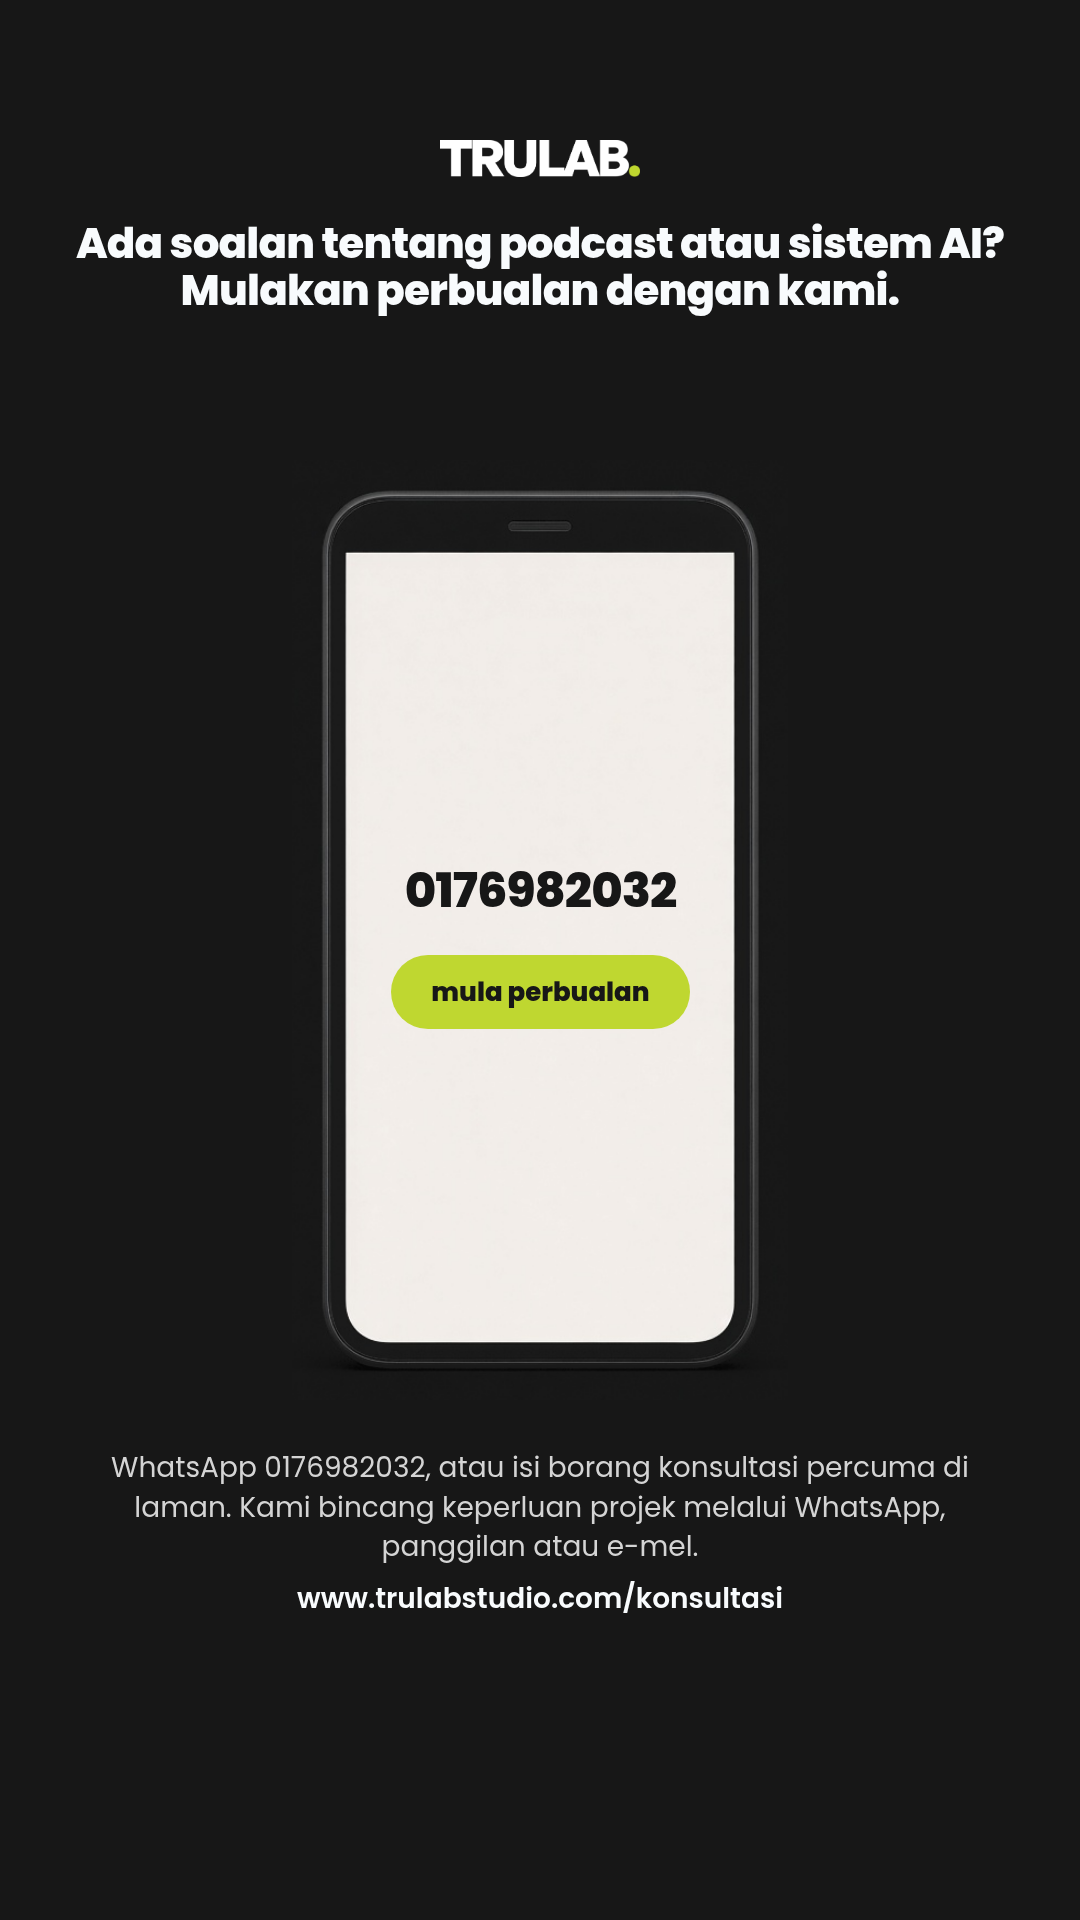 TRULAB.
Ada soalan tentang podcast atau sistem AI?
Mulakan perbualan dengan kami.
0176982032
mula perbualan
WhatsApp 0176982032, atau isi borang konsultasi percuma di
laman. Kami bincang keperluan projek melalui WhatsApp,
panggilan atau e-mel.
www.trulabstudio.com/konsultasi